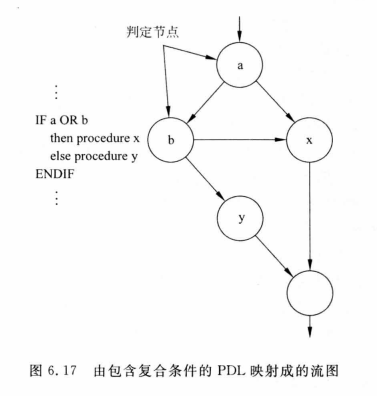 判定节点
a
⋮
IF a OR b
then procedure x
else procedure y
ENDIF
⋮
b
x
y
图 6.17 由包含复合条件的 PDL 映射成的流图